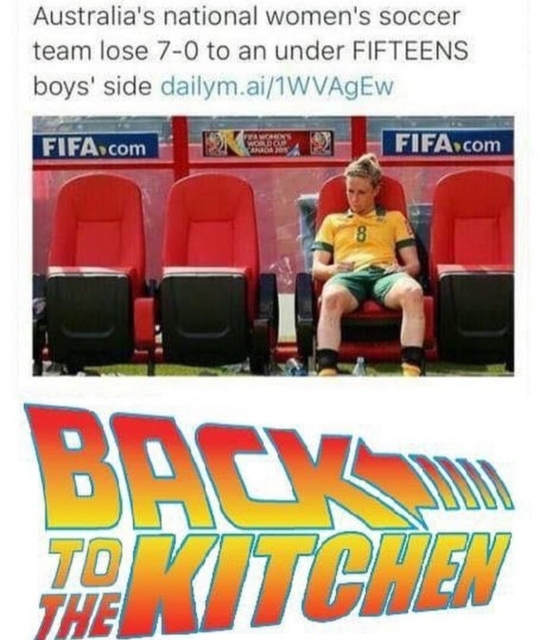 Australia's national women's soccer
team lose 7-0 to an under FIFTEENS
boys' side dailym.ai/1WVAgEw
FIFA.com
FIFA WOMEN'S
WORLD CUP
CANADA 2015
FIFA.com
8
BACK
TO
THE KITCHEN